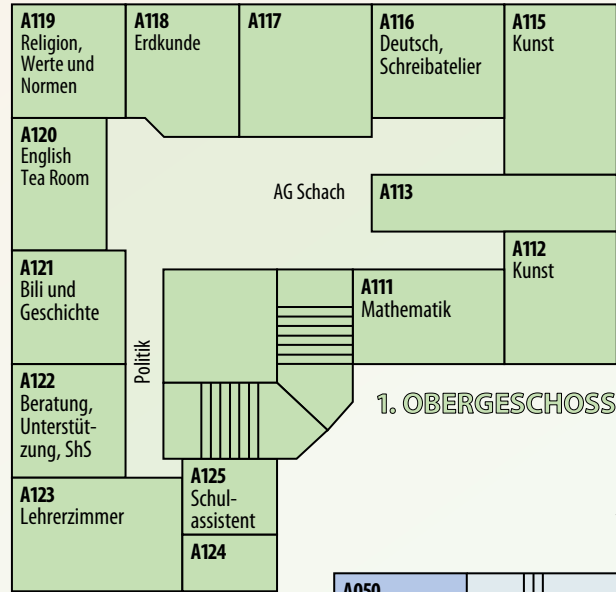 A119
Religion,
Werte und
Normen
A118
Erdkunde
A117
A116
Deutsch,
Schreibatelier
A115
Kunst
A120
English
Tea Room
AG Schach
A113
A121
Bili und
Geschichte
A112
Kunst
A111
Mathematik
Politik
A122
Beratung,
Unterstüt-
zung, ShS
1. OBERGESCHOSS
A123
Lehrerzimmer
A125
Schul-
assistent
A124
A050